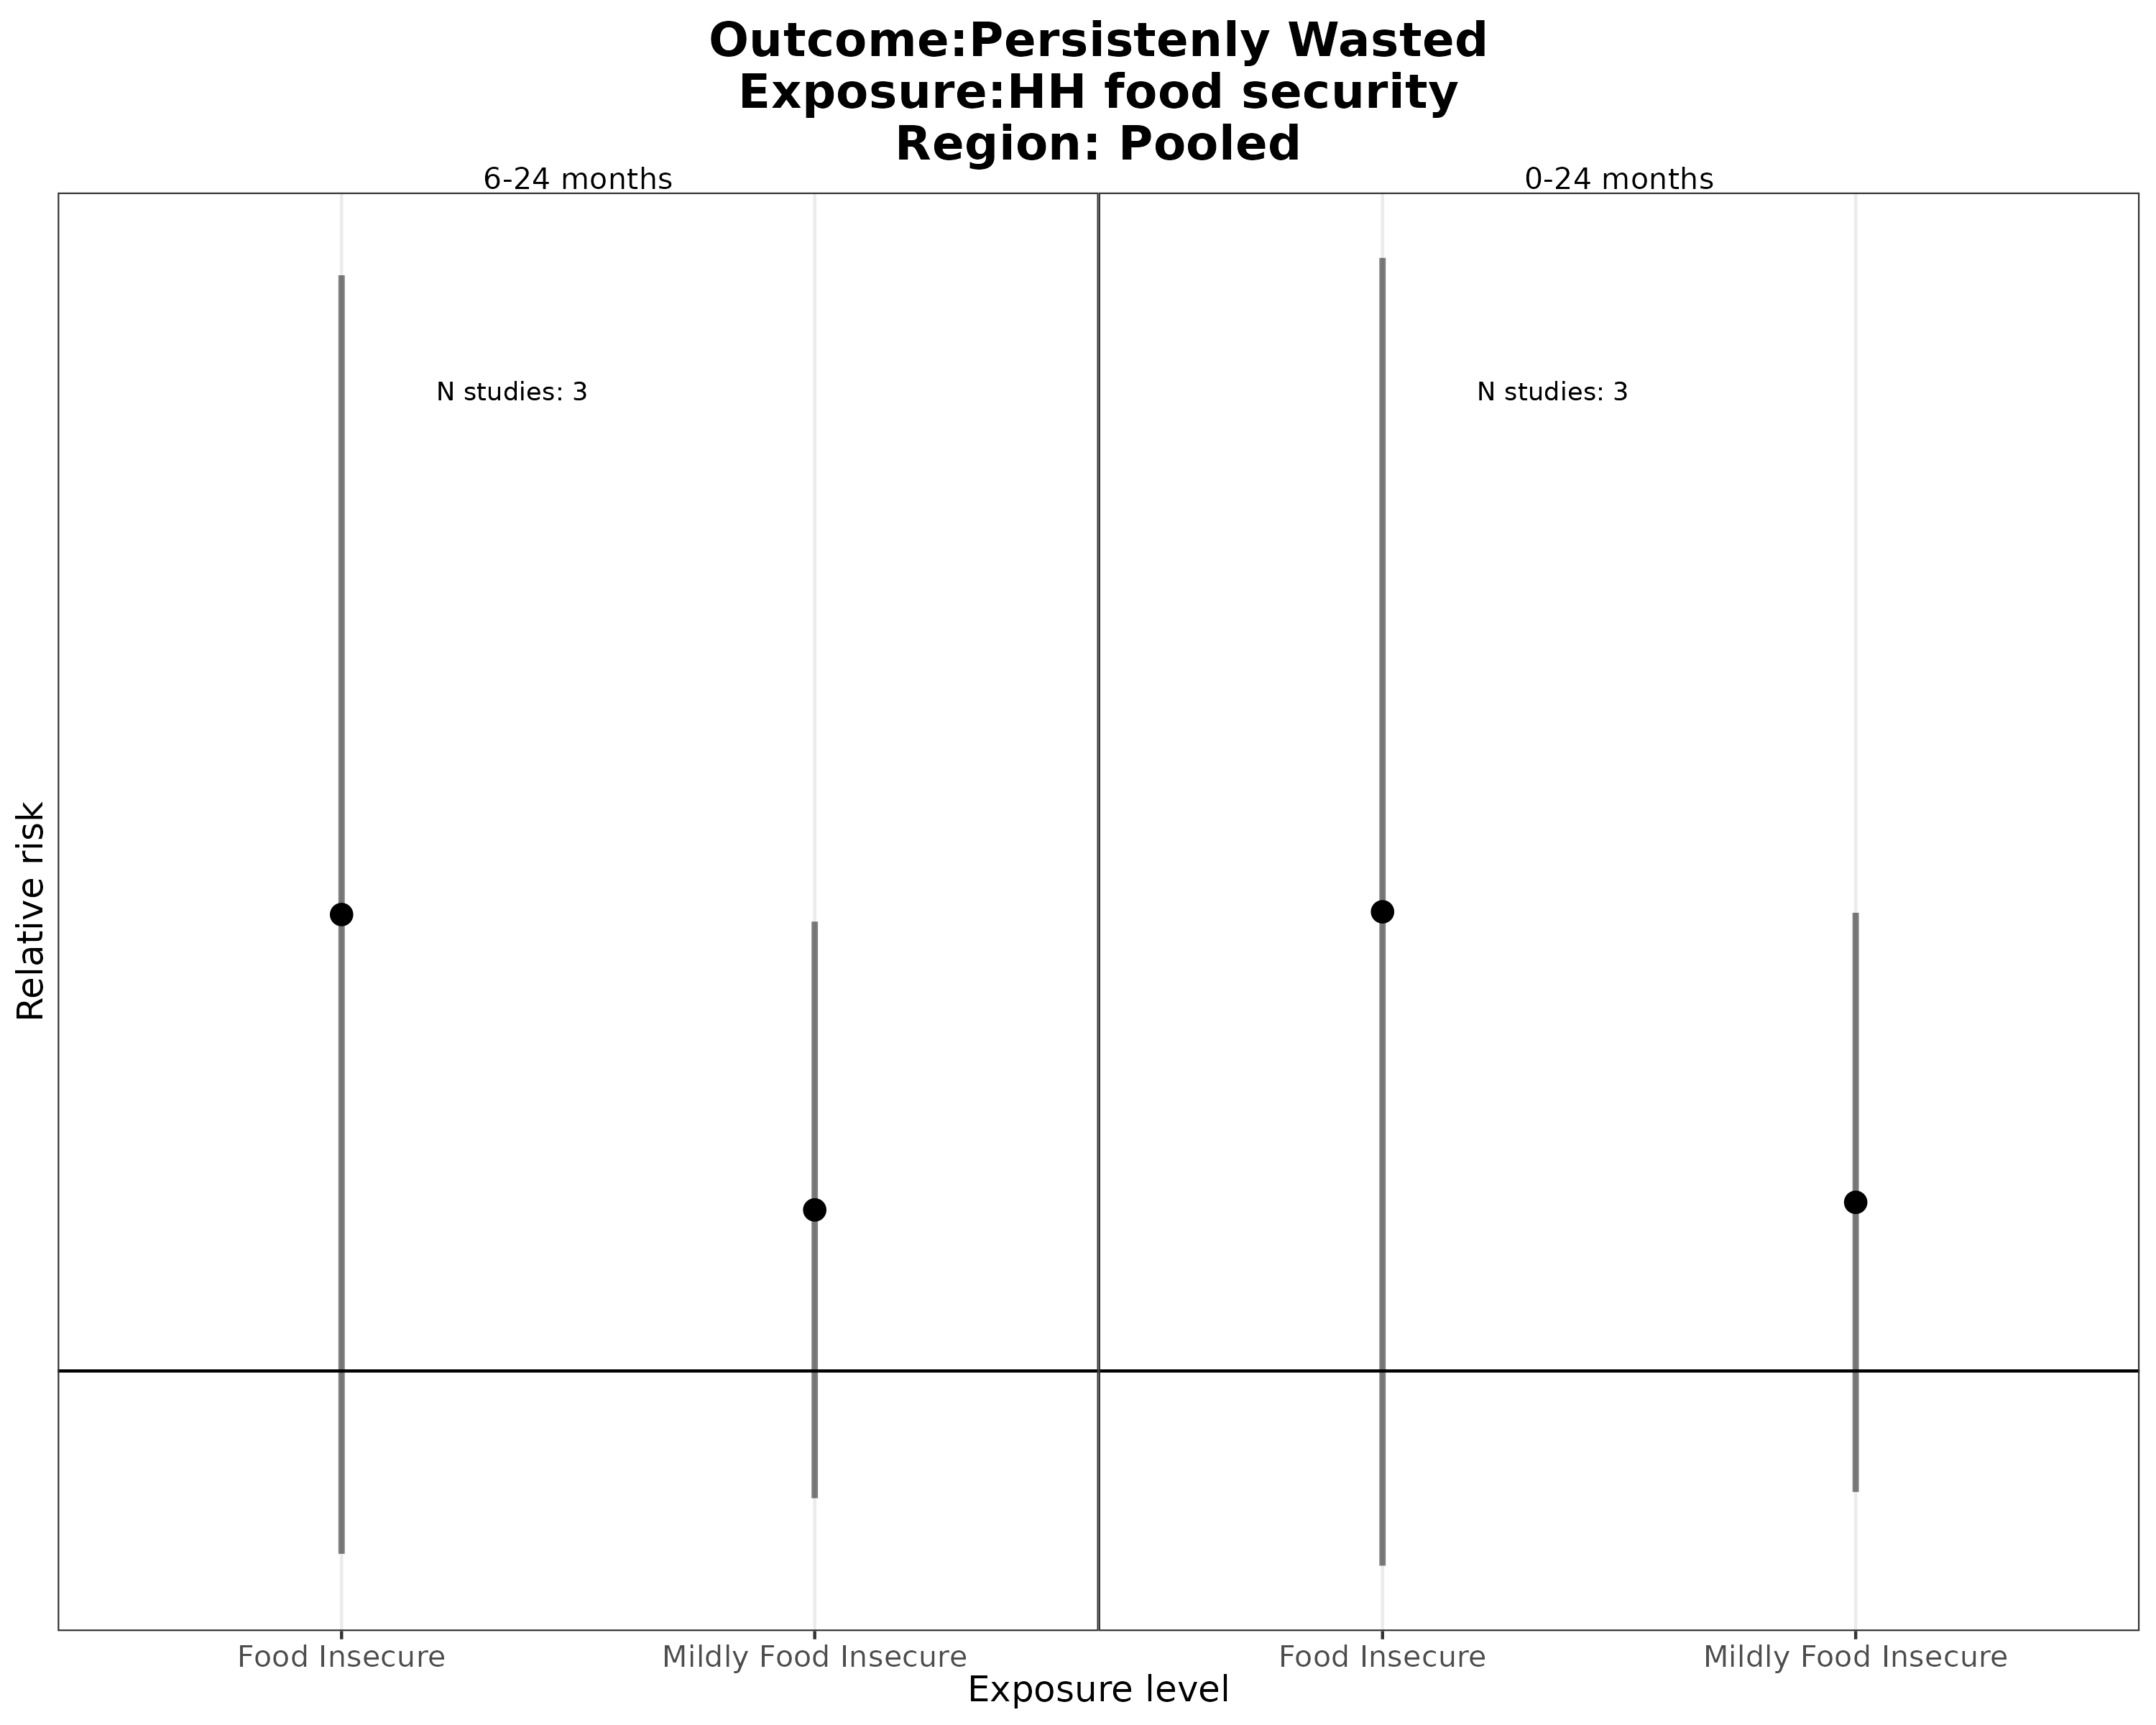 Outcome:Persistenly Wasted
Exposure:HH food security
Region: Pooled
6-24 months
0-24 months
N studies: 3
N studies: 3
Relative risk
Food Insecure
Mildly Food Insecure
Food Insecure
Mildly Food Insecure
Exposure level